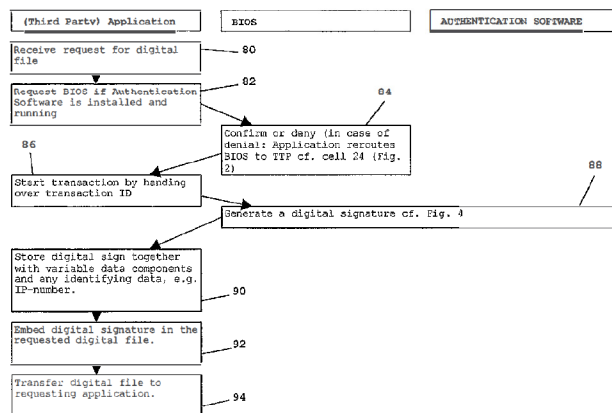 (Third Party) Application
BIOS
AUTHENTICATION SOFTWARE
Receive request for digital
file
80
Request BIOS if Authentication
Software is installed and
running
82
84
Confirm or deny (in case of
denial: Application reroutes
BIOS to TTP cf. cell 24 (Fig.
2)
86
Start transaction by handing
over transaction ID
88
Generate a digital signature cf. Fig. 4
Store digital sign together
with variable data components
and any identifying data, e.g.
IP-number.
90
Embed digital signature in the
requested digital file.
92
Transfer digital file to
requesting application.
94